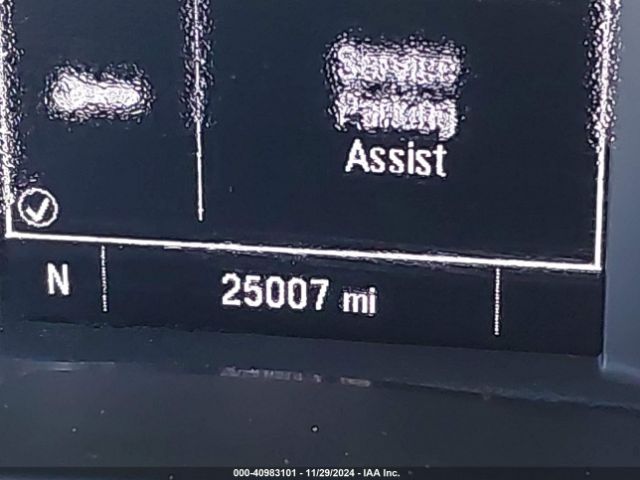 Service
Parking
Assist
N
25007 mi
000-40983101 - 11/29/2024 - IAA Inc.